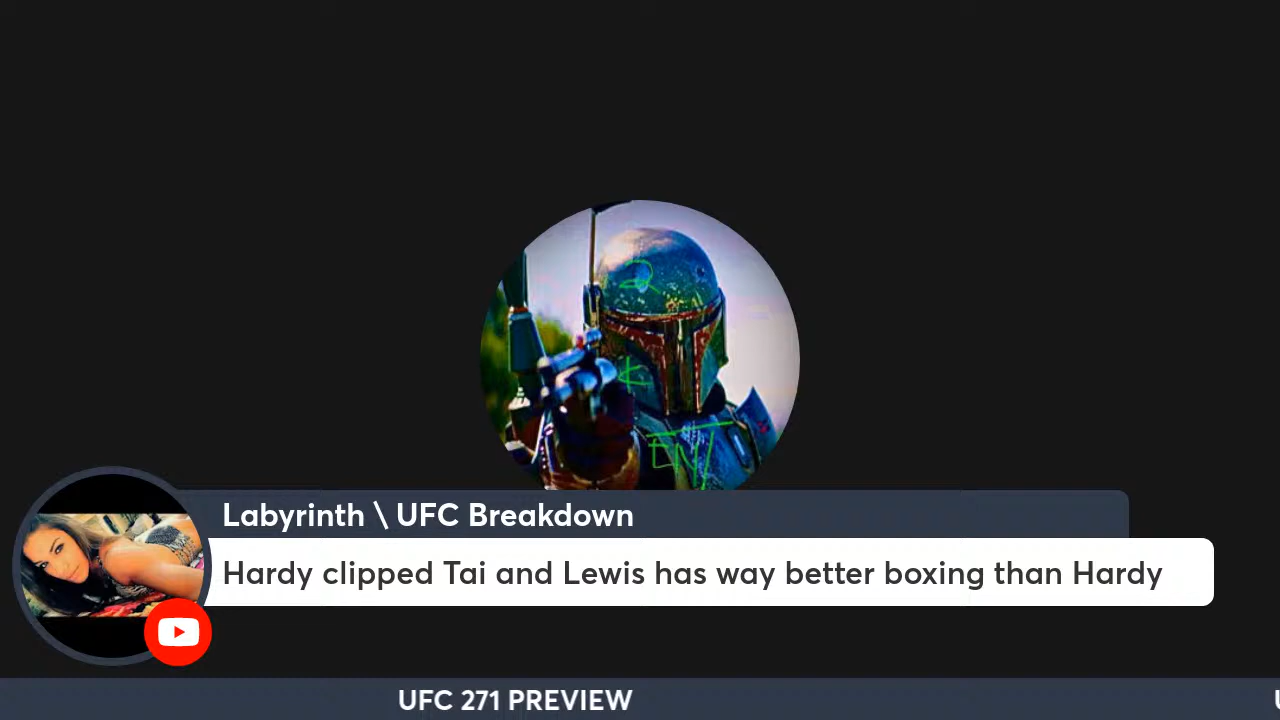 Labyrinth \ UFC Breakdown
Hardy clipped Tai and Lewis has way better boxing than Hardy
UFC 271 PREVIEW